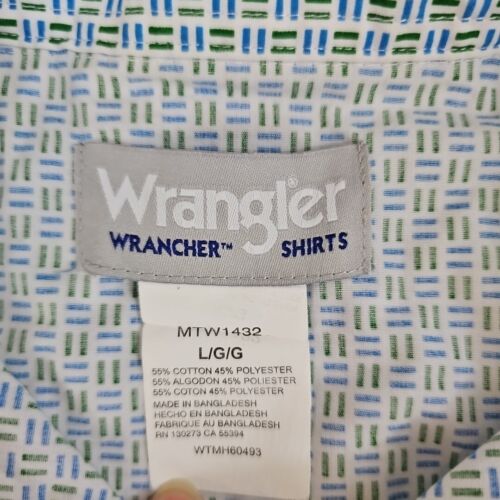 Wrangler®
WRANCHER™ SHIRTS
MTW1432
L/G/G
55% COTTON 45% POLYESTER
55% ALGODON 45% POLIESTER
55% COTON 45% POLYESTER
MADE IN BANGLADESH
HECHO EN BANGLADESH
FABRIQUE AU BANGLADESH
RN 130273 CA 55394
WTMH60493